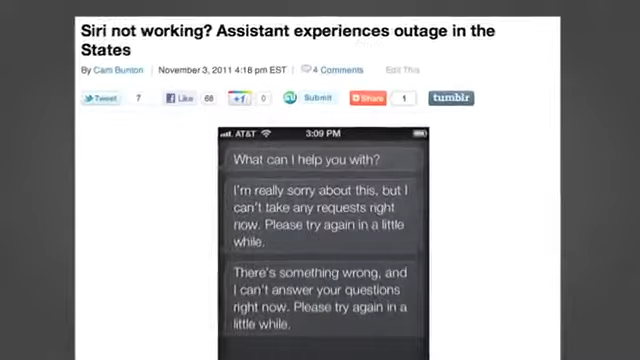 Siri not working? Assistant experiences outage in the
States
By Cam Bunton | November 3, 2011 4:18 pm EST | 4 Comments Edit This
Tweet 7 Like 68 +1 0 Submit Share 1 tumblr
AT&T 3:09 PM
What can I help you with?
I'm really sorry about this, but I
can't take any requests right
now. Please try again in a little
while.
There's something wrong, and
I can't answer your questions
right now. Please try again in a
little while.